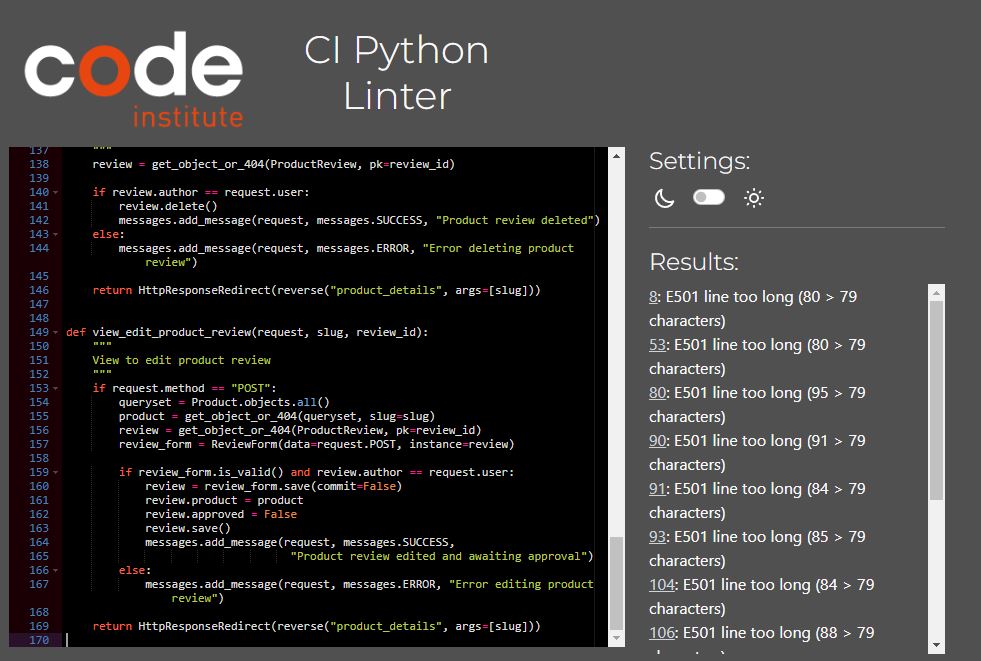 code
institute
CI Python
Linter
137 """
138 review = get_object_or_404(ProductReview, pk=review_id)
139
140 if review.author == request.user:
141 review.delete()
142 messages.add_message(request, messages.SUCCESS, "Product review deleted")
143 else:
144 messages.add_message(request, messages.ERROR, "Error deleting product
review")
145
146 return HttpResponseRedirect(reverse("product_details", args=[slug]))
147
148
149 def view_edit_product_review(request, slug, review_id):
150 """
151 View to edit product review
152 """
153 if request.method == "POST":
154 queryset = Product.objects.all()
155 product = get_object_or_404(queryset, slug=slug)
156 review = get_object_or_404(ProductReview, pk=review_id)
157 review_form = ReviewForm(data=request.POST, instance=review)
158
159 if review_form.is_valid() and review.author == request.user:
160 review = review_form.save(commit=False)
161 review.product = product
162 review.approved = False
163 review.save()
164 messages.add_message(request, messages.SUCCESS,
165 "Product review edited and awaiting approval")
166 else:
167 messages.add_message(request, messages.ERROR, "Error editing product
review")
168
169 return HttpResponseRedirect(reverse("product_details", args=[slug]))
170
Settings:
Results:
8: E501 line too long (80 > 79
characters)
53: E501 line too long (80 > 79
characters)
80: E501 line too long (95 > 79
characters)
90: E501 line too long (91 > 79
characters)
91: E501 line too long (84 > 79
characters)
93: E501 line too long (85 > 79
characters)
104: E501 line too long (84 > 79
characters)
106: E501 line too long (88 > 79